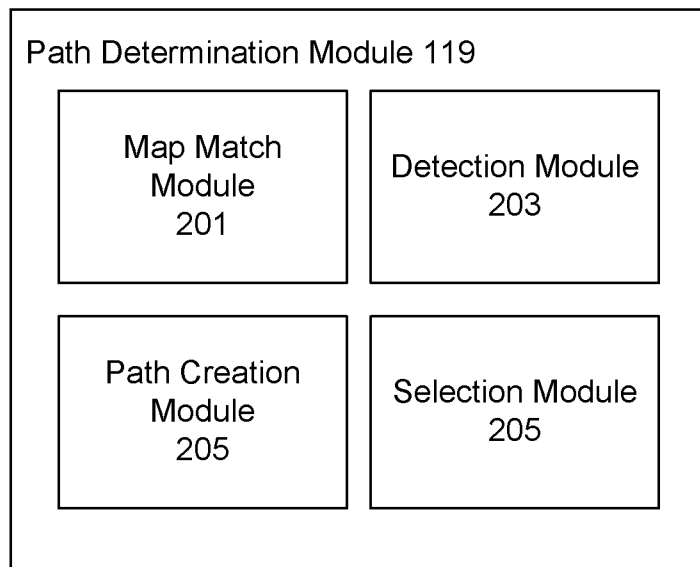 Path Determination Module 119
Map Match
Module
201
Detection Module
203
Path Creation
Module
205
Selection Module
205